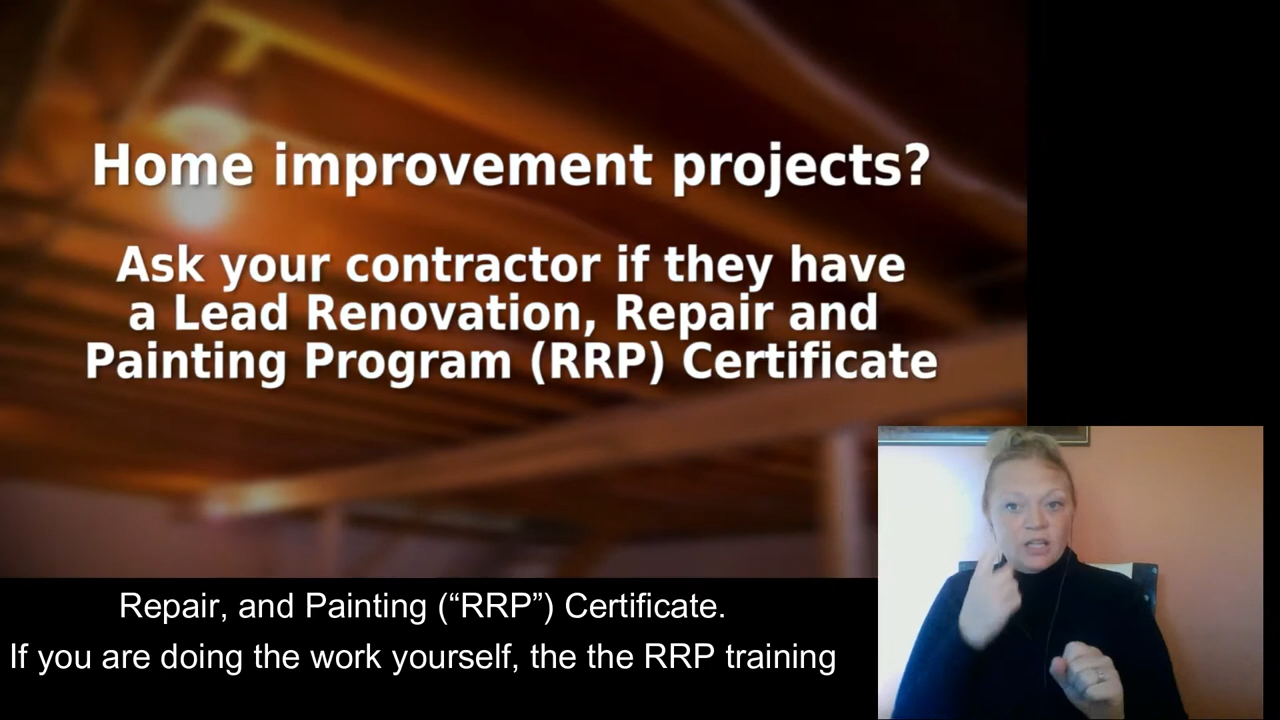 Home improvement projects?
Ask your contractor if they have
a Lead Renovation, Repair and
Painting Program (RRP) Certificate
Repair, and Painting (“RRP”) Certificate.
If you are doing the work yourself, the the RRP training